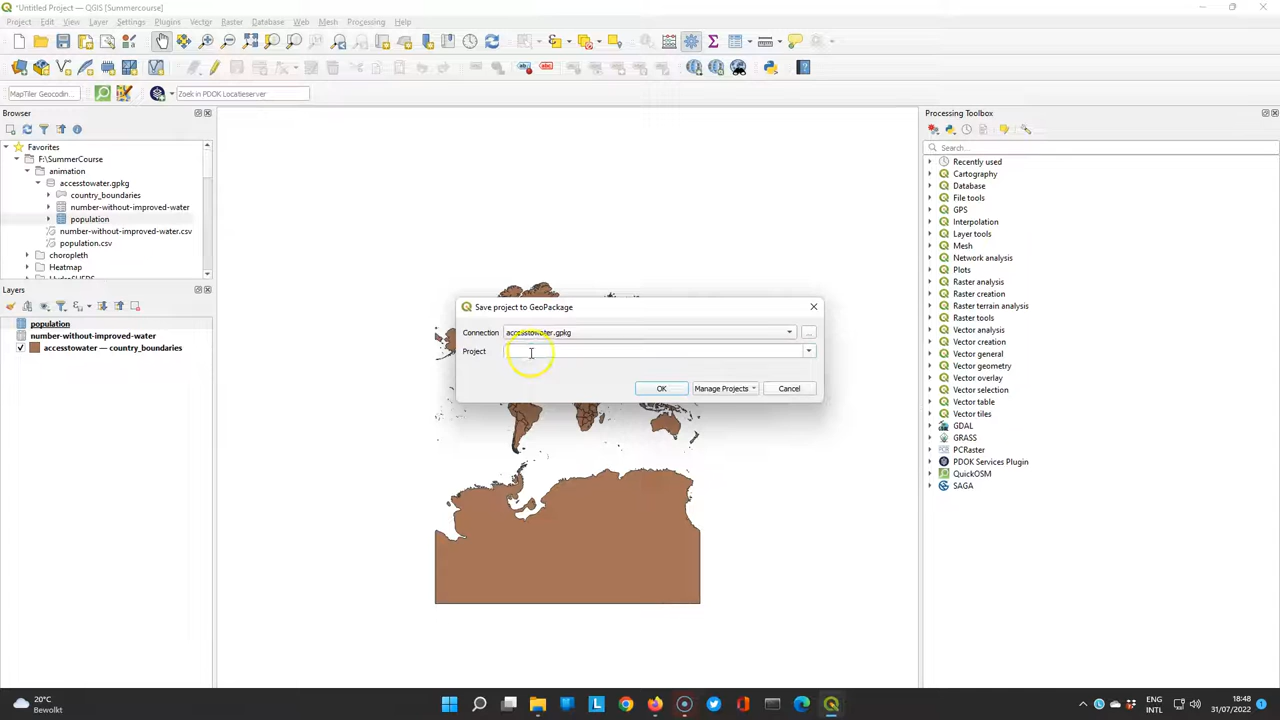 *Untitled Project — QGIS [Summercourse]
Project Edit View Layer Settings Plugins Vector Raster Database Web Mesh Processing Help
MapTiler Geocodin...
Zoek in PDOK Locatieserver
Browser
Favorites
F:\SummerCourse
animation
accesstowater.gpkg
country_boundaries
number-without-improved-water
population
number-without-improved-water.csv
population.csv
choropleth
Heatmap
Layers
population
number-without-improved-water
accesstowater — country_boundaries
Save project to GeoPackage
Connection accesstowater.gpkg
...
Project
OK
Manage Projects
Cancel
Processing Toolbox
Search...
Recently used
Cartography
Database
File tools
GPS
Interpolation
Layer tools
Mesh
Network analysis
Plots
Raster analysis
Raster creation
Raster terrain analysis
Raster tools
Vector analysis
Vector creation
Vector general
Vector geometry
Vector overlay
Vector selection
Vector table
Vector tiles
GDAL
GRASS
PCRaster
PDOK Services Plugin
QuickOSM
SAGA
20°C
Bewolkt
ENG
INTL
18:48
31/07/2022